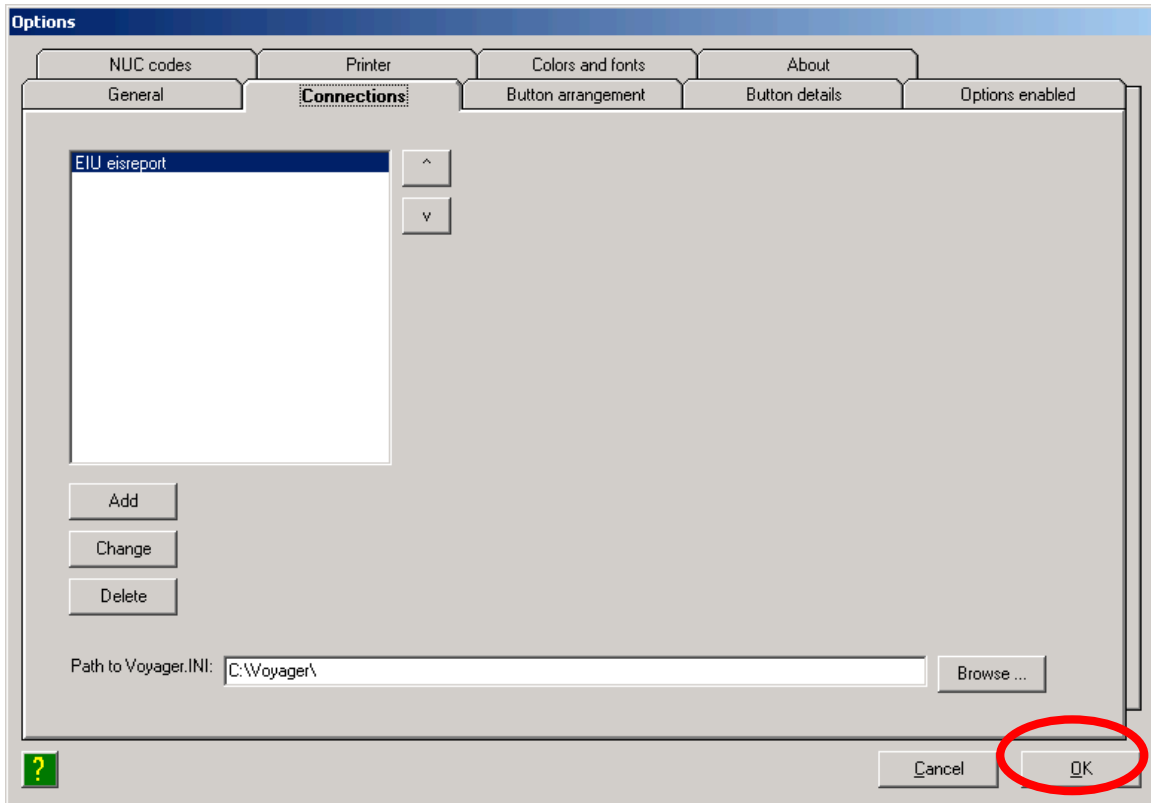 Options
NUC codes Printer Colors and fonts About
General Connections Button arrangement Button details Options enabled
EIU eisreport
^
v
Add
Change
Delete
Path to Voyager.INI: C:\Voyager\ Browse ...
? Cancel OK